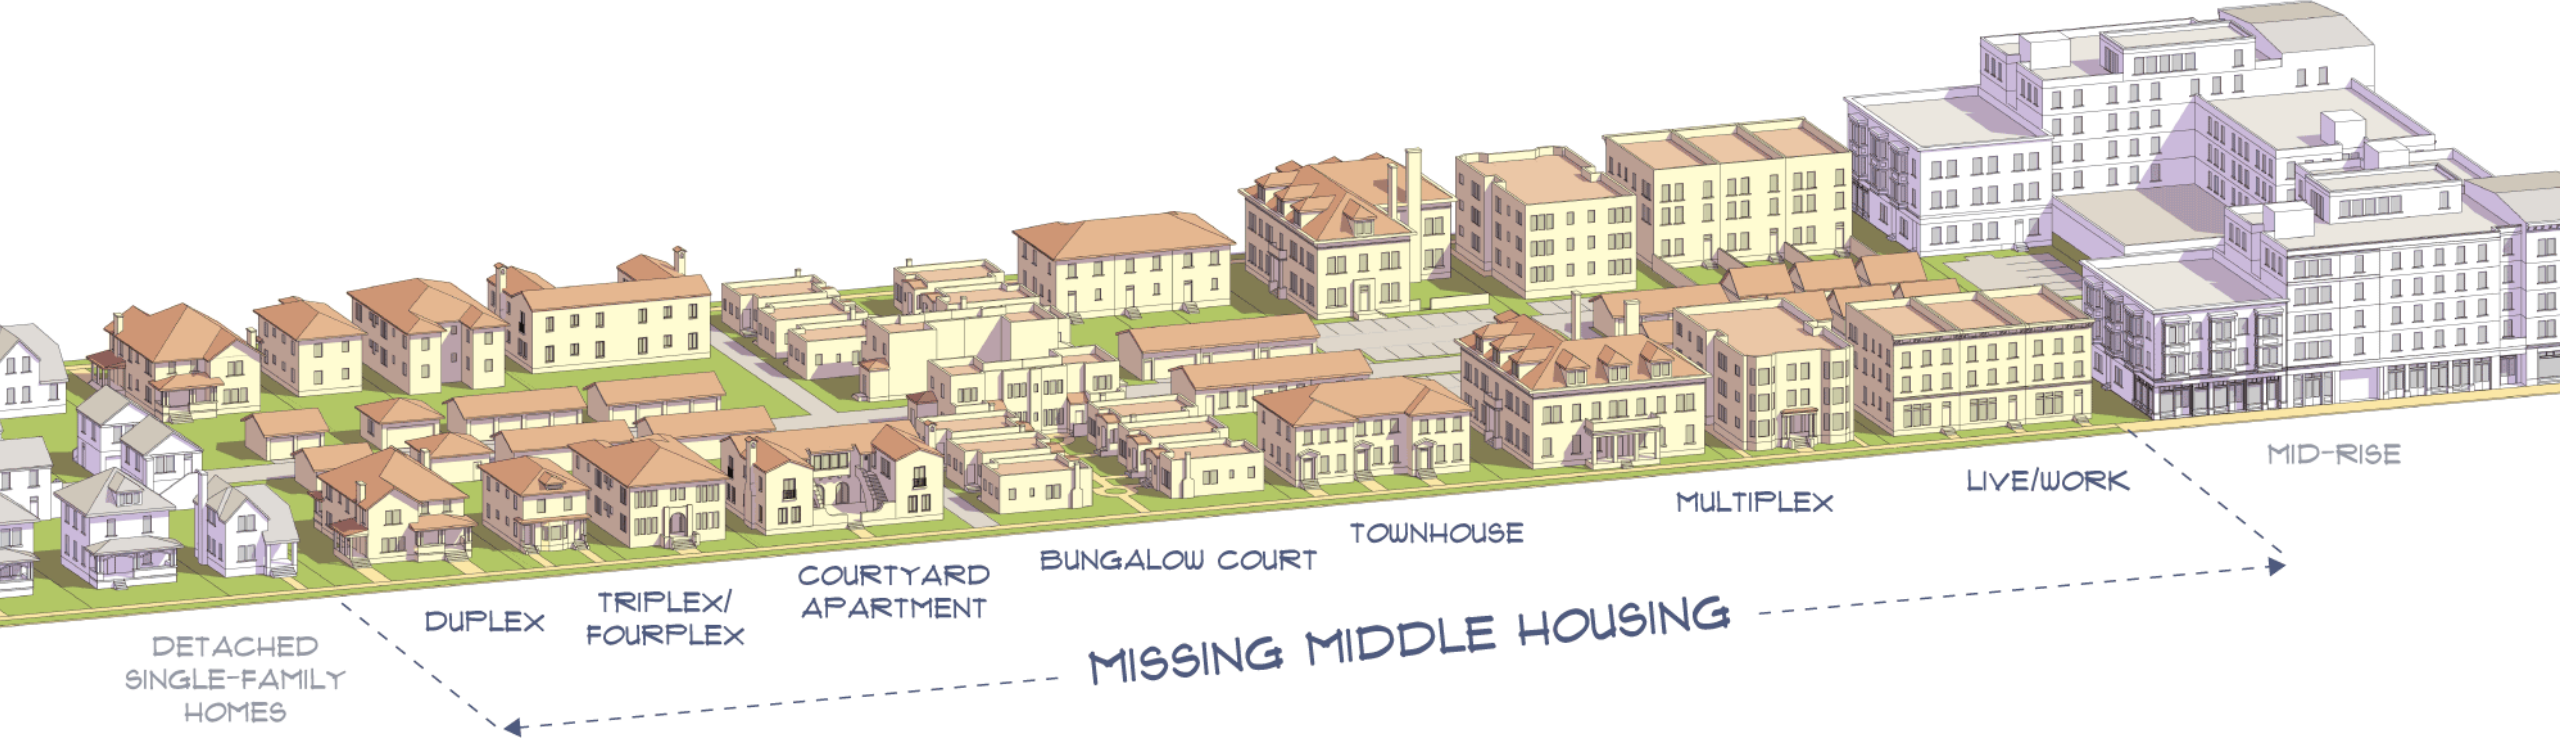 DETACHED
SINGLE-FAMILY
HOMES
DUPLEX
TRIPLEX/
FOURPLEX
COURTYARD
APARTMENT
BUNGALOW COURT
TOWNHOUSE
MULTIPLEX
LIVE/WORK
MID-RISE
MISSING MIDDLE HOUSING